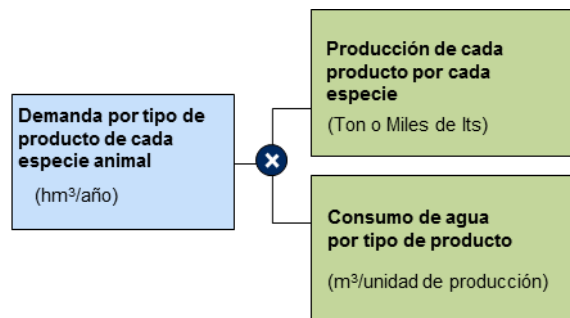 Demanda por tipo de
producto de cada
especie animal
(hm³/año)
×
Producción de cada
producto por cada
especie
(Ton o Miles de lts)
Consumo de agua
por tipo de producto
(m³/unidad de producción)